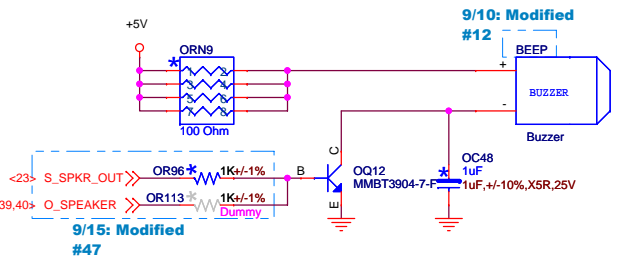 9/10: Modified
#12
+5V
ORN9
BEEP
+
1 2
3 4
5 6
7 8
BUZZER
-
100 Ohm
Buzzer
C
OC48
<23> S_SPKR_OUT OR96 1K+/-1% B OQ12 1uF
MMBT3904-7-F 1uF,+/-10%,X5R,25V
39,40> O_SPEAKER OR113 1K+/-1% E
Dummy
9/15: Modified
#47